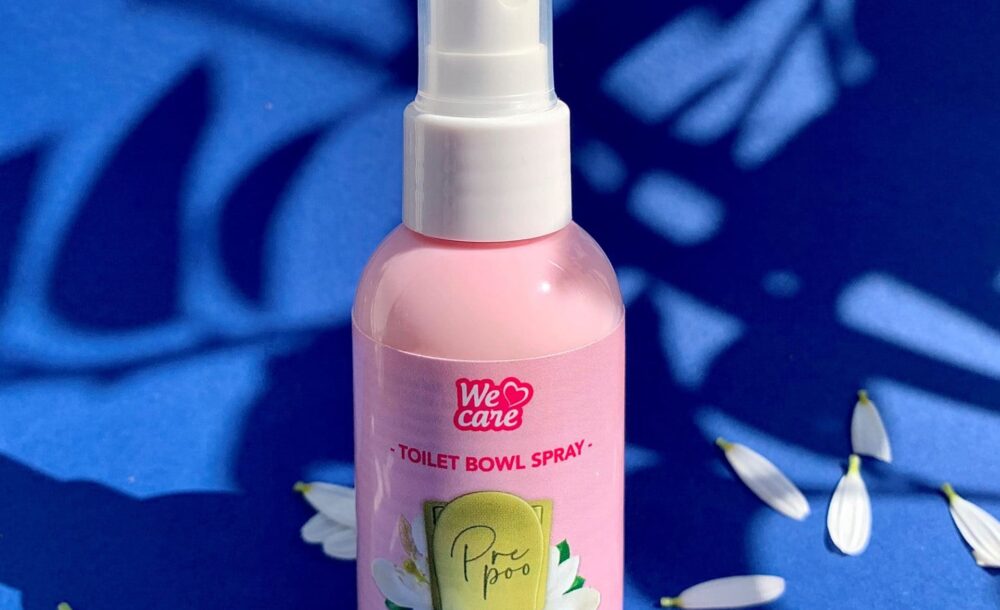 We
care
- TOILET BOWL SPRAY -
Pre
poo